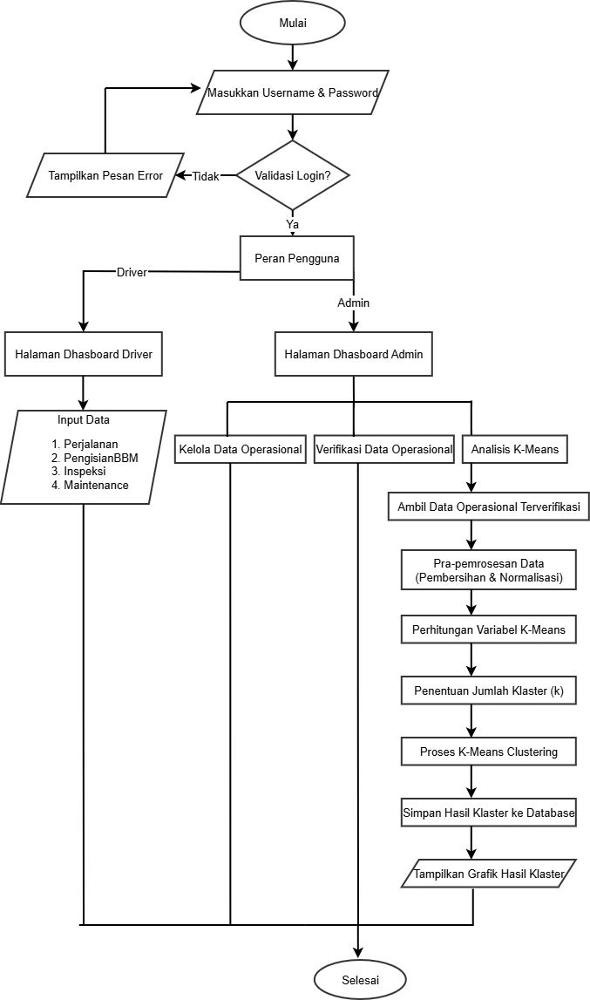 Mulai
Masukkan Username & Password
Validasi Login?
Tidak
Tampilkan Pesan Error
Ya
Peran Pengguna
Driver
Admin
Halaman Dhasboard Driver
Halaman Dhasboard Admin
Input Data
1. Perjalanan
2. PengisianBBM
3. Inspeksi
4. Maintenance
Kelola Data Operasional
Verifikasi Data Operasional
Analisis K-Means
Ambil Data Operasional Terverifikasi
Pra-pemrosesan Data
(Pembersihan & Normalisasi)
Perhitungan Variabel K-Means
Penentuan Jumlah Klaster (k)
Proses K-Means Clustering
Simpan Hasil Klaster ke Database
Tampilkan Grafik Hasil Klaster
Selesai